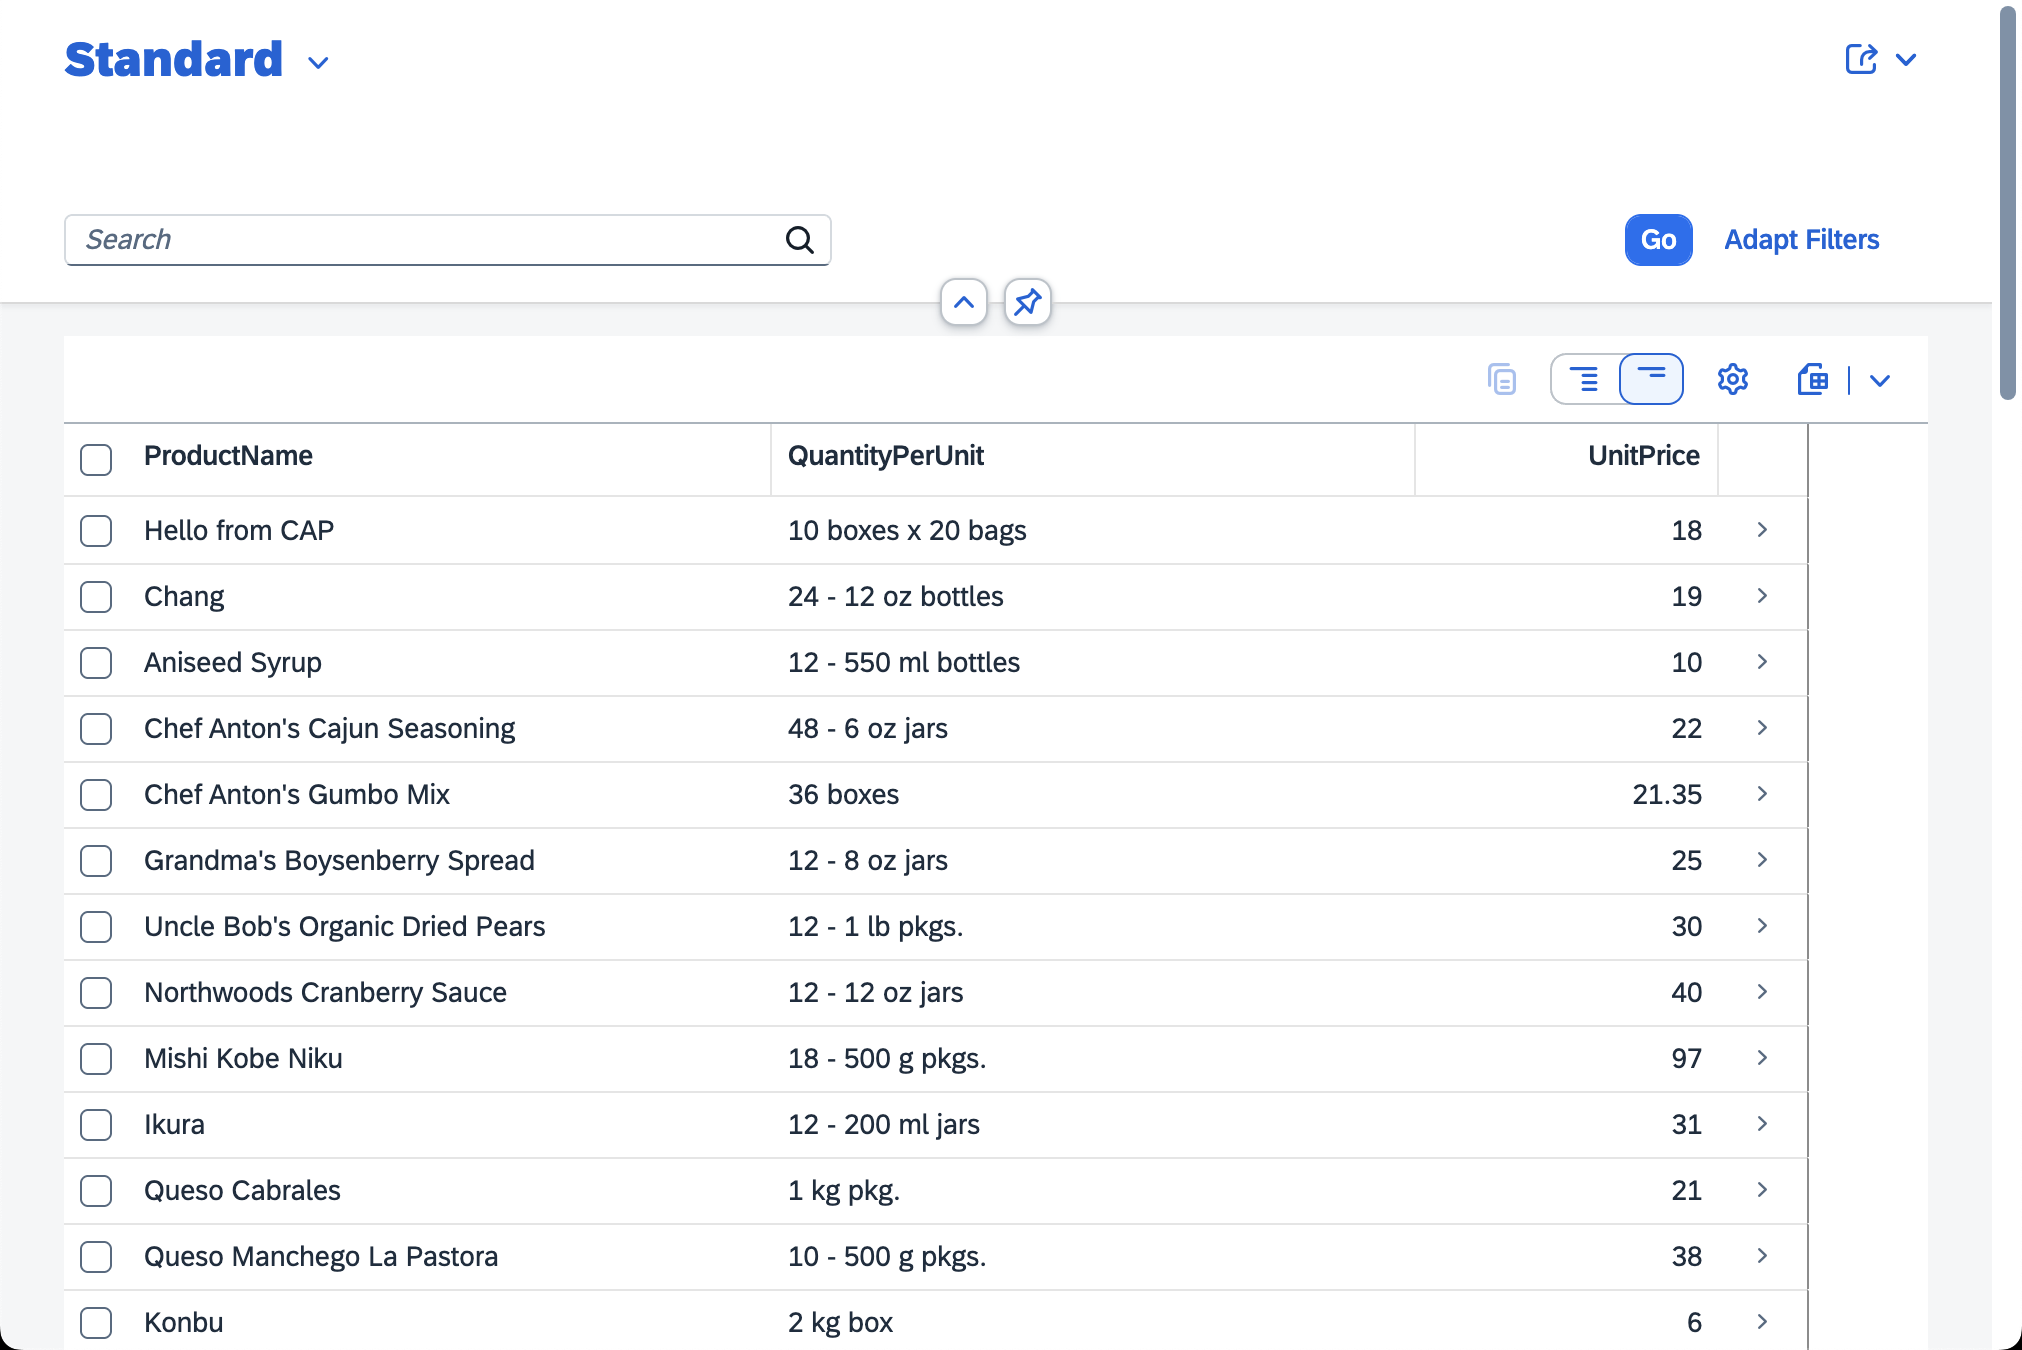 Standard
Search
Go Adapt Filters
ProductName QuantityPerUnit UnitPrice
Hello from CAP 10 boxes x 20 bags 18
Chang 24 - 12 oz bottles 19
Aniseed Syrup 12 - 550 ml bottles 10
Chef Anton's Cajun Seasoning 48 - 6 oz jars 22
Chef Anton's Gumbo Mix 36 boxes 21.35
Grandma's Boysenberry Spread 12 - 8 oz jars 25
Uncle Bob's Organic Dried Pears 12 - 1 lb pkgs. 30
Northwoods Cranberry Sauce 12 - 12 oz jars 40
Mishi Kobe Niku 18 - 500 g pkgs. 97
Ikura 12 - 200 ml jars 31
Queso Cabrales 1 kg pkg. 21
Queso Manchego La Pastora 10 - 500 g pkgs. 38
Konbu 2 kg box 6